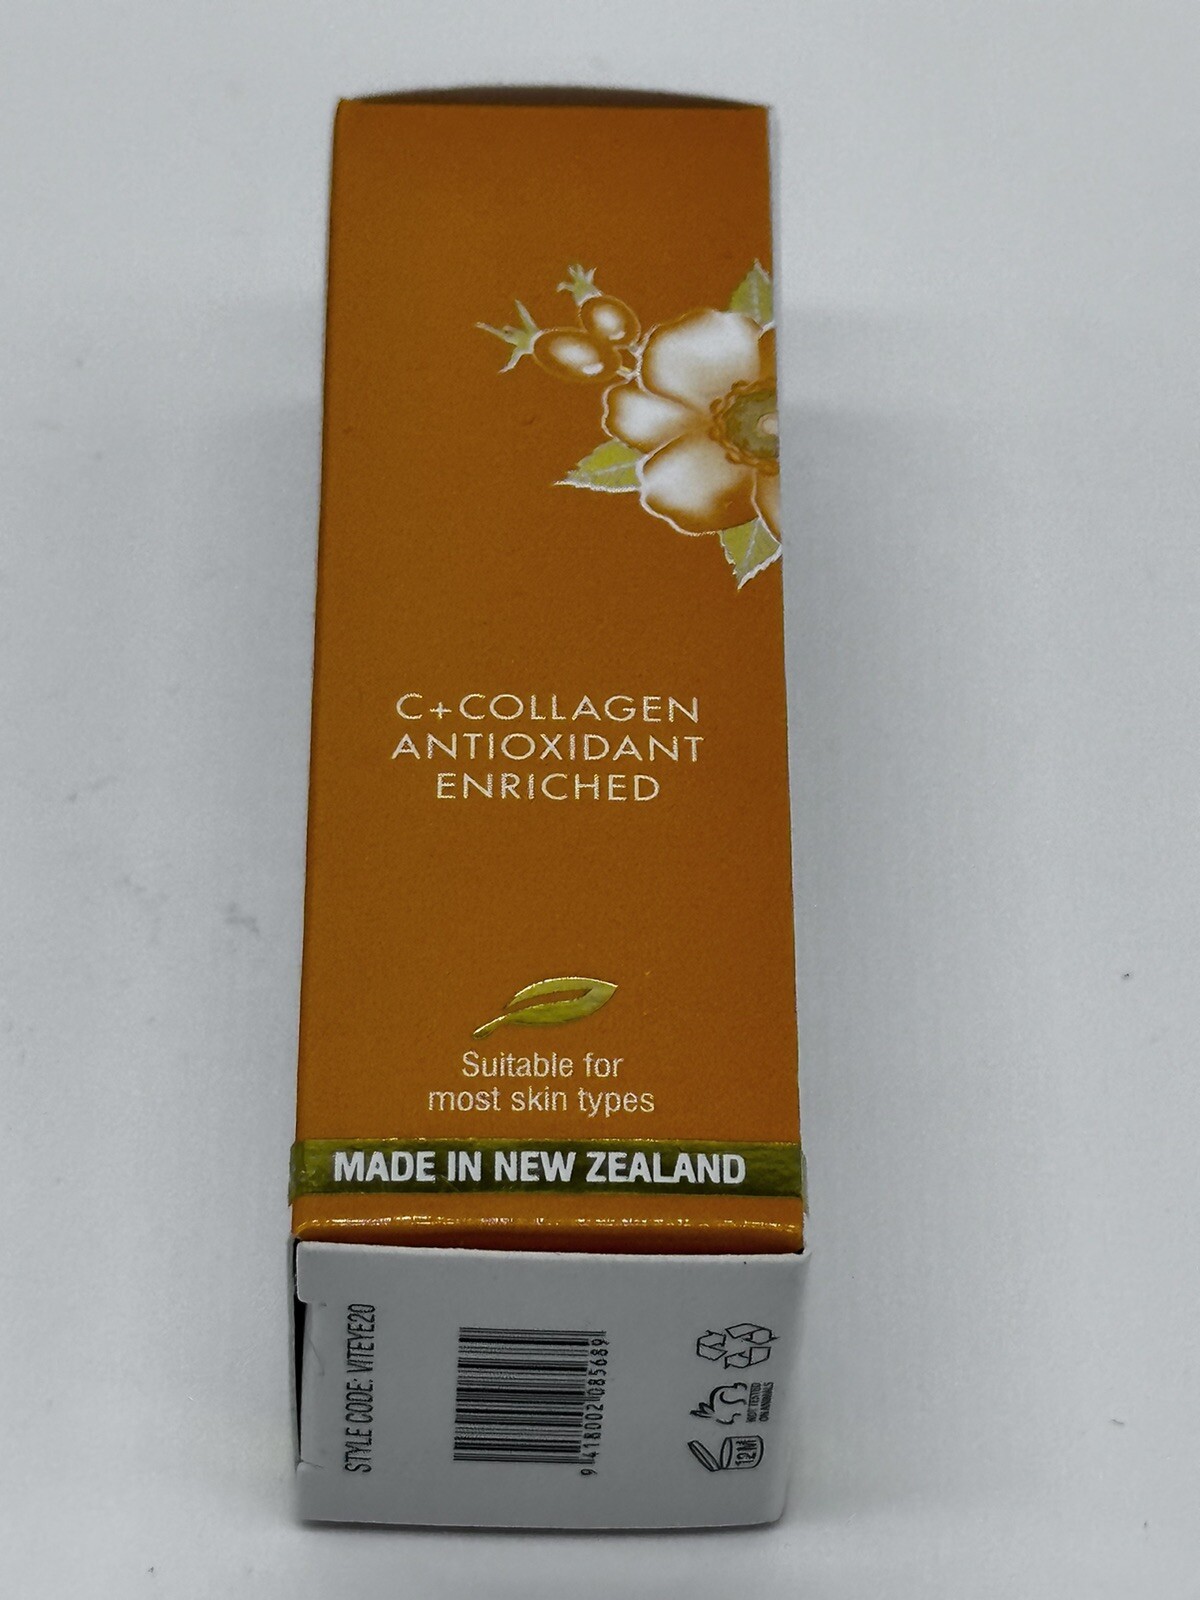 C+COLLAGEN
ANTIOXIDANT
ENRICHED
Suitable for
most skin types
MADE IN NEW ZEALAND
STYLE CODE: VITEYE20
9 418002 085689
12M
NOT TESTED
ON ANIMALS